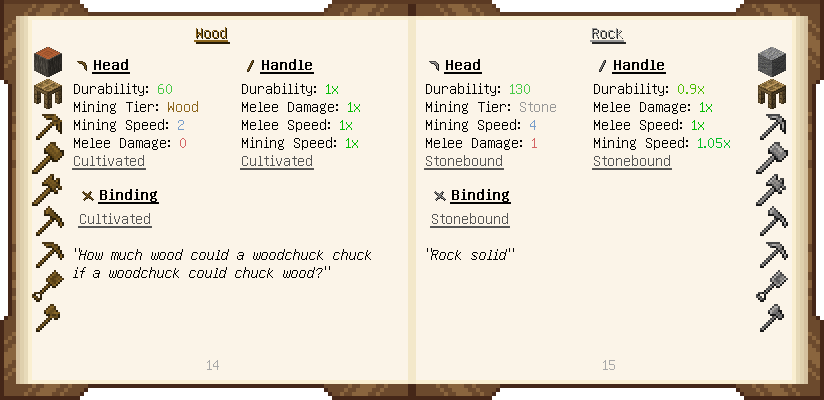 Wood
Head
Durability: 60
Mining Tier: Wood
Mining Speed: 2
Melee Damage: 0
Cultivated
Handle
Durability: 1x
Melee Damage: 1x
Melee Speed: 1x
Mining Speed: 1x
Cultivated
Binding
Cultivated
"How much wood could a woodchuck chuck
if a woodchuck could chuck wood?"
14
Rock
Head
Durability: 130
Mining Tier: Stone
Mining Speed: 4
Melee Damage: 1
Stonebound
Handle
Durability: 0.9x
Melee Damage: 1x
Melee Speed: 1x
Mining Speed: 1.05x
Stonebound
Binding
Stonebound
"Rock solid"
15